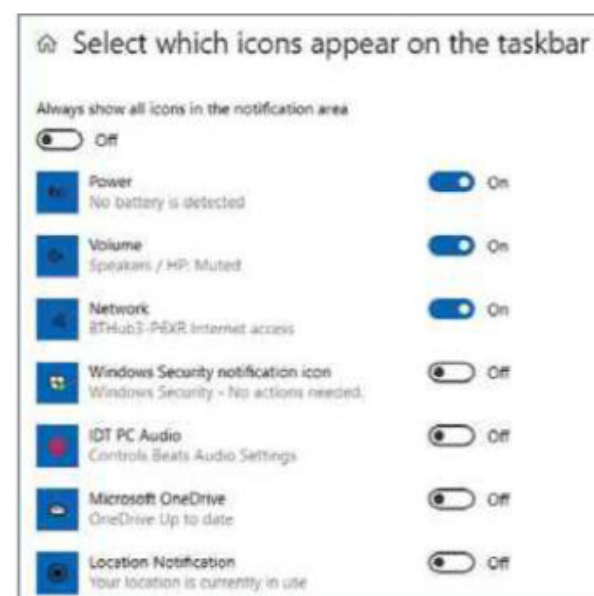 Select which icons appear on the taskbar
Always show all icons in the notification area
Off
Power
On
No battery is detected
Volume
On
Speakers / HP: Muted
Network
On
BTHub3-P6XR Internet access
Windows Security notification icon
Off
Windows Security - No actions needed.
IDT PC Audio
Off
Controls Beats Audio Settings
Microsoft OneDrive
Off
OneDrive Up to date
Location Notification
Off
Your location is currently in use